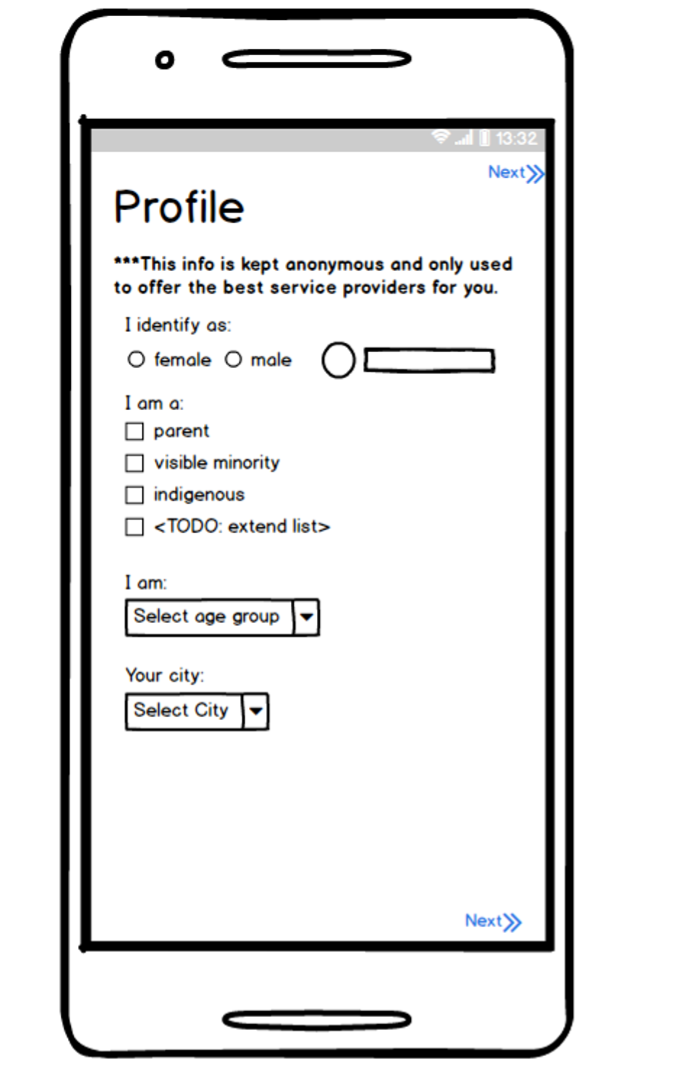 13:32
Next
Profile
***This info is kept anonymous and only used
to offer the best service providers for you.
I identify as:
female male
I am a:
parent
visible minority
indigenous
<TODO: extend list>
I am:
Select age group
Your city:
Select City
Next